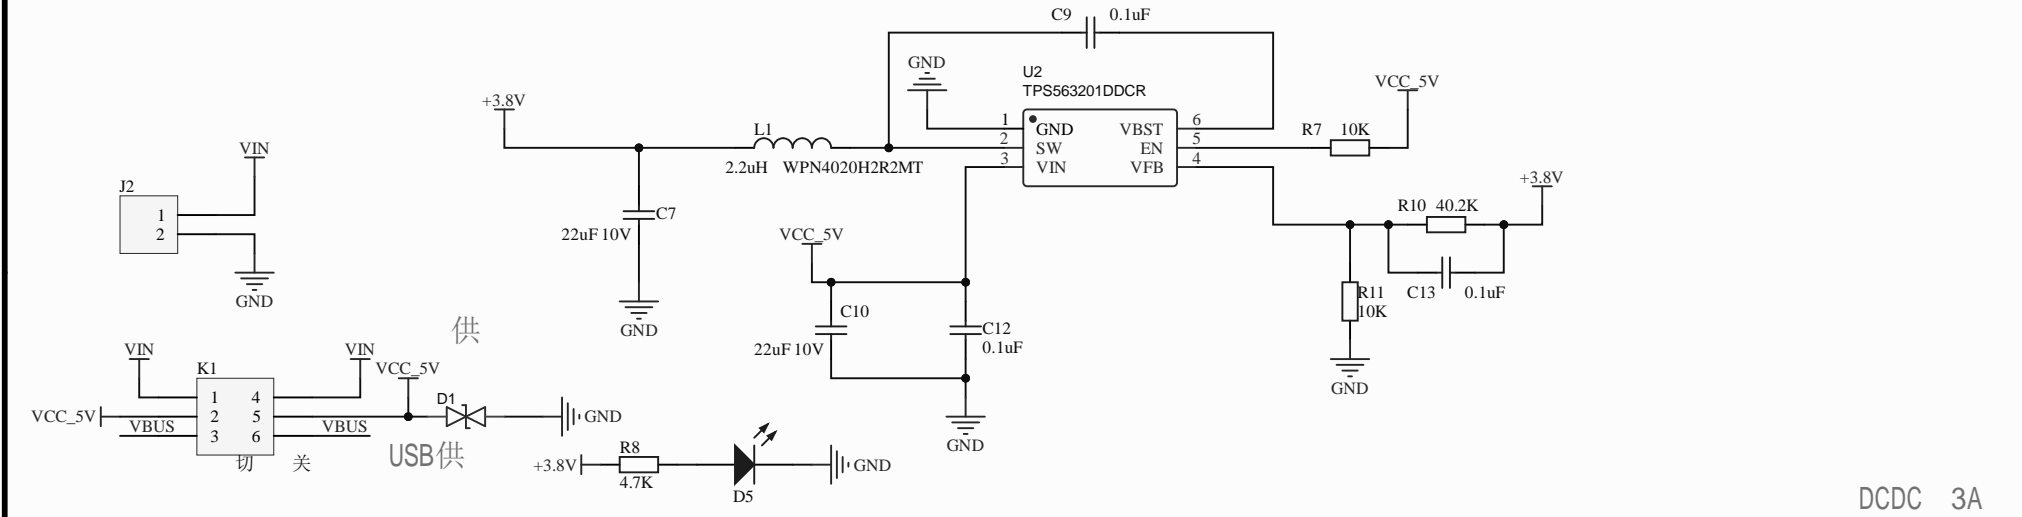 C9 0.1uF
GND
U2
TPS563201DDCR
VCC_5V
+3.8V
1 GND VBST 6
2 SW EN 5
3 VIN VFB 4
R7 10K
L1
2.2uH WPN4020H2R2MT
VIN
J2
1
2
GND
C7
22uF 10V
GND
+3.8V
R10 40.2K
C13 0.1uF
R11
10K
GND
VCC_5V
C10
22uF 10V
C12
0.1uF
GND
供
VIN
VIN
K1
VCC_5V
1 4
VCC_5V 2 5
VBUS 3 6 VBUS
D1
GND
切 关
USB供
+3.8V
R8
4.7K
D5
GND
DCDC 3A